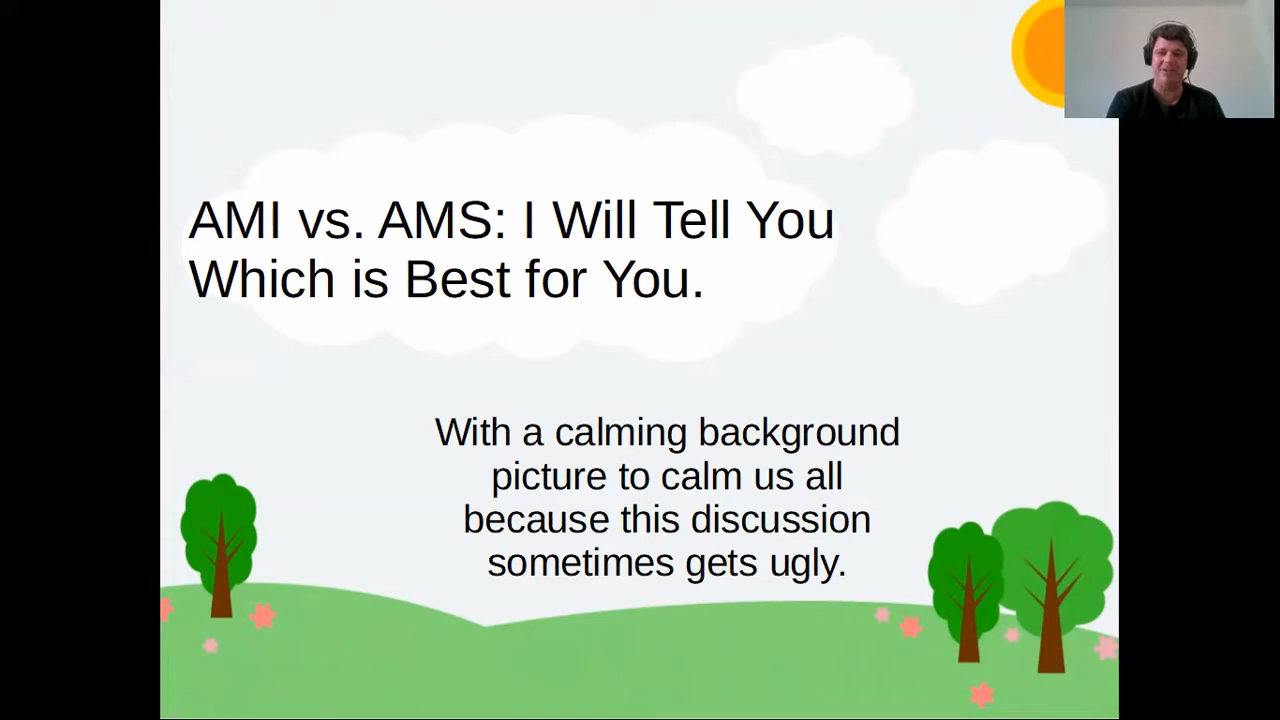 AMI vs. AMS: I Will Tell You
Which is Best for You.
With a calming background
picture to calm us all
because this discussion
sometimes gets ugly.